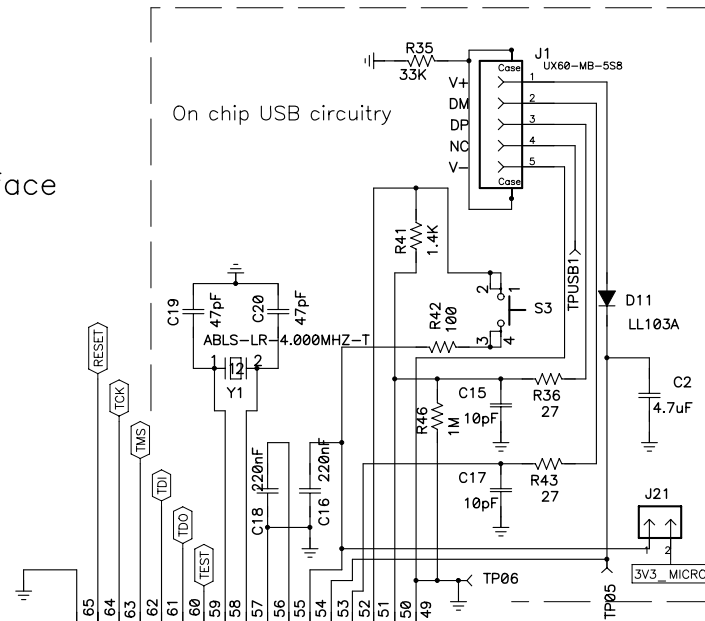 R35
33K
J1
UX60-MB-5S8
Case
V+
1
DM
2
DP
3
NC
4
V-
5
Case
On chip USB circuitry
face
R41
1.4K
TPUSB1
C19
47pF
C20
47pF
2
1
S3
3
4
R42
100
D11
LL103A
ABLS-LR-4.000MHZ-T
1
12
2
Y1
RESET
TCK
TMS
TDI
TDO
TEST
C15
10pF
R36
27
C2
4.7uF
R46
1M
220nF
C18
220nF
C16
C17
10pF
R43
27
J21
1
2
3V3_MICRO
TP06
TP05
65
64
63
62
61
60
59
58
57
56
55
54
53
52
51
50
49